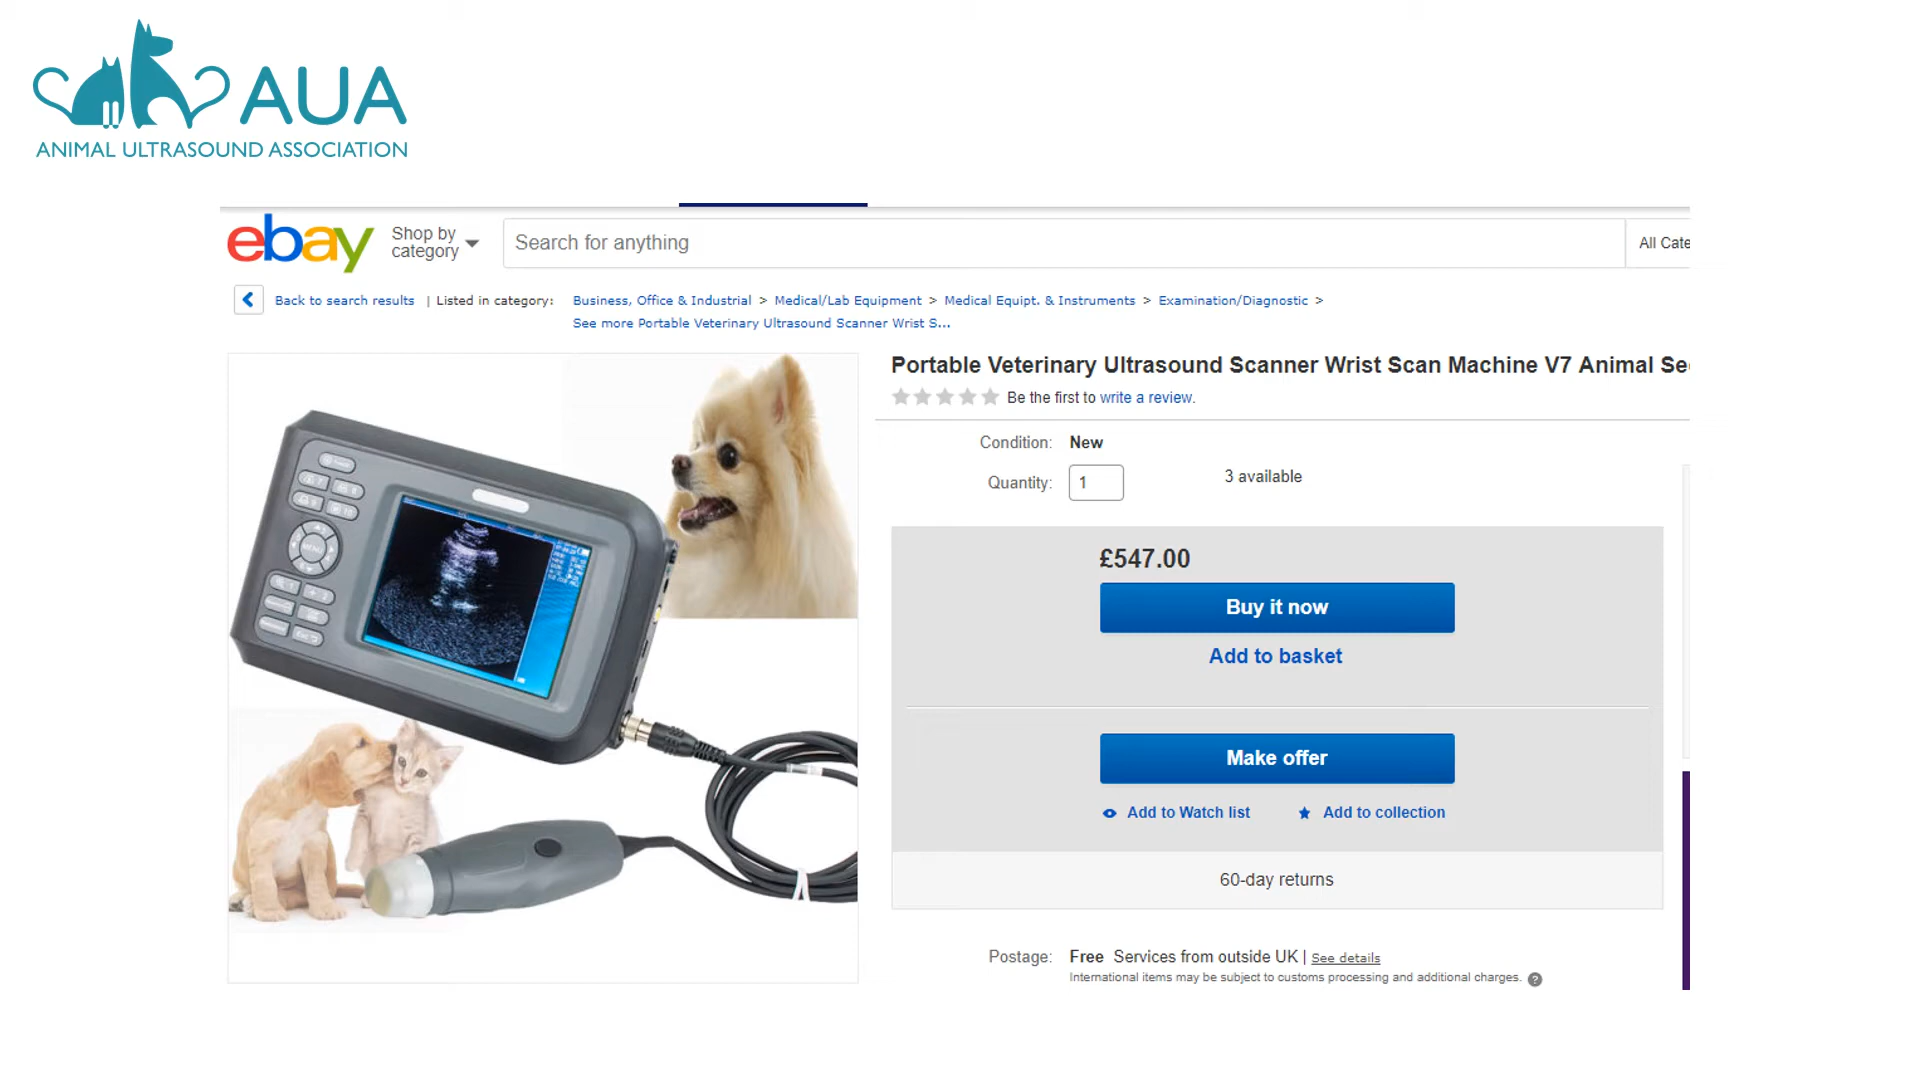 AUA
ANIMAL ULTRASOUND ASSOCIATION
ebay
Shop by
category
Search for anything
All Cate
Back to search results | Listed in category: Business, Office & Industrial > Medical/Lab Equipment > Medical Equipt. & Instruments > Examination/Diagnostic >
See more Portable Veterinary Ultrasound Scanner Wrist S...
Portable Veterinary Ultrasound Scanner Wrist Scan Machine V7 Animal Se
Be the first to write a review.
Condition: New
Quantity: 1
3 available
£547.00
Buy it now
Add to basket
MENU
Make offer
Add to Watch list
Add to collection
60-day returns
Postage: Free Services from outside UK | See details
International items may be subject to customs processing and additional charges. ?